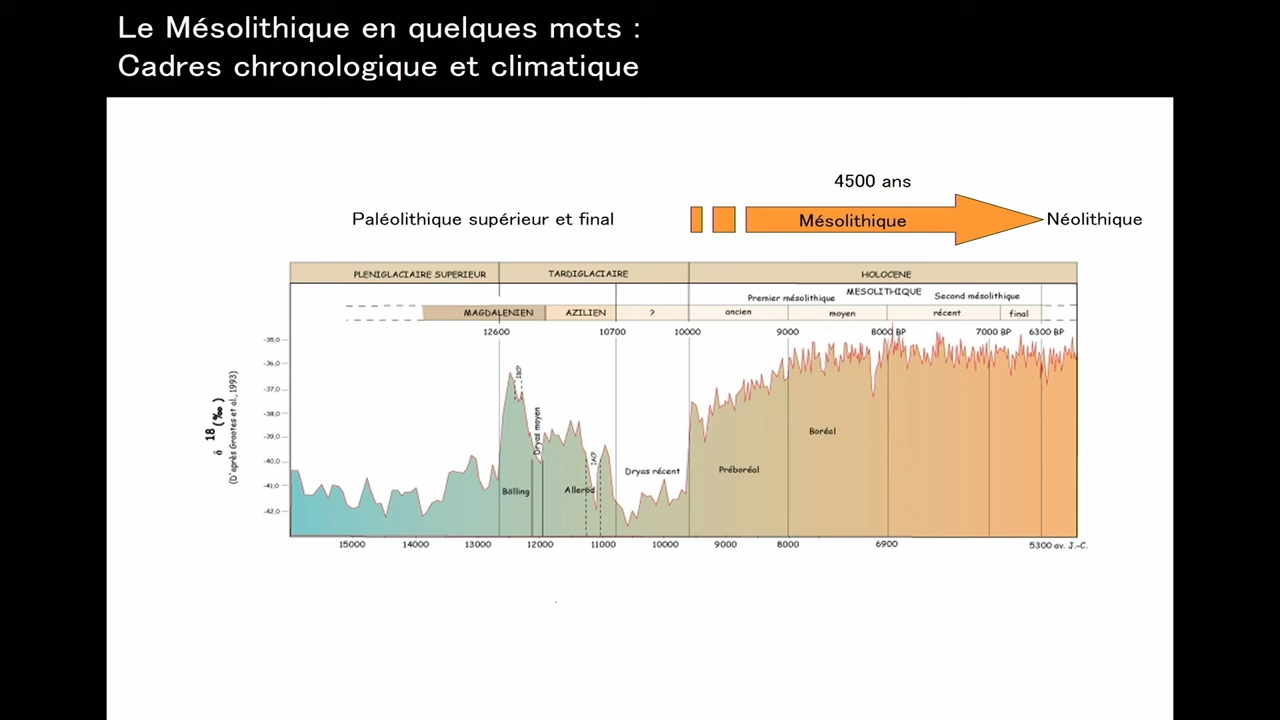 Le Mésolithique en quelques mots :
Cadres chronologique et climatique
4500 ans
Paléolithique supérieur et final
Mésolithique
Néolithique
PLENIGLACIAIRE SUPERIEUR
TARDIGLACIAIRE
HOLOCENE
MESOLITHIQUE
Premier mésolithique
Second mésolithique
MAGDALENIEN
AZILIEN
?
ancien
moyen
récent
final
12600
10700
10000
9000
8000 BP
7000 BP
6300 BP
-35,0
-36,0
-37,0
-38,0
-39,0
-40,0
-41,0
-42,0
δ 18 (‰)
(D'après Grootes et al., 1993)
Dryas moyen
Bölling
Alleröd
Dryas récent
Préboréal
Boréal
15000
14000
13000
12000
11000
10000
9000
8000
6900
5300 av. J.-C.